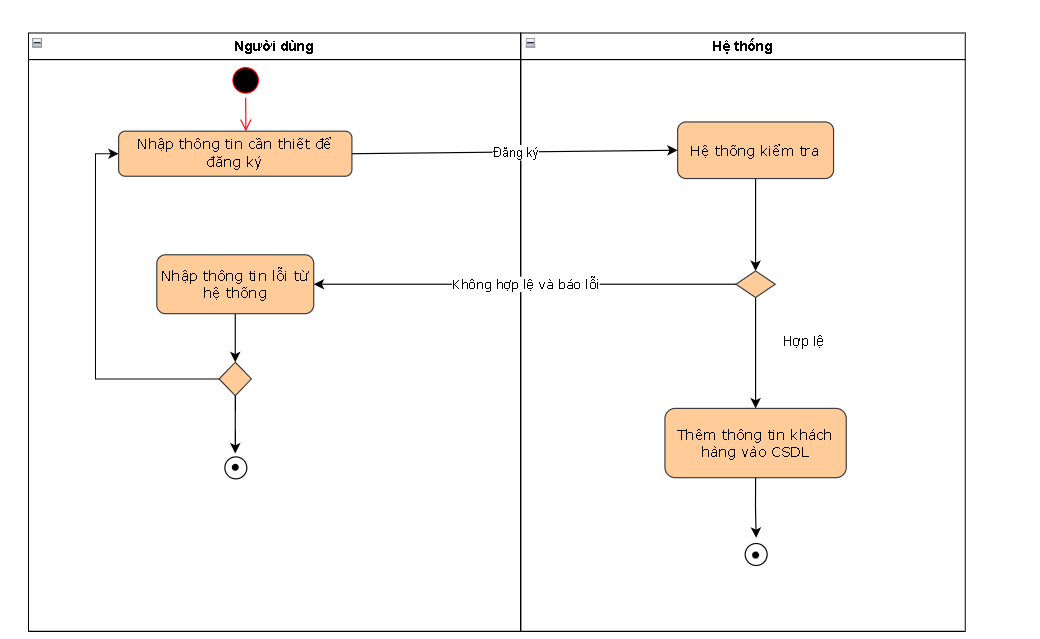 Người dùng
Hệ thống
Nhập thông tin cần thiết để
đăng ký
Đăng ký
Hệ thống kiểm tra
Nhập thông tin lỗi từ
hệ thống
Không hợp lệ và báo lỗi
Hợp lệ
Thêm thông tin khách
hàng vào CSDL